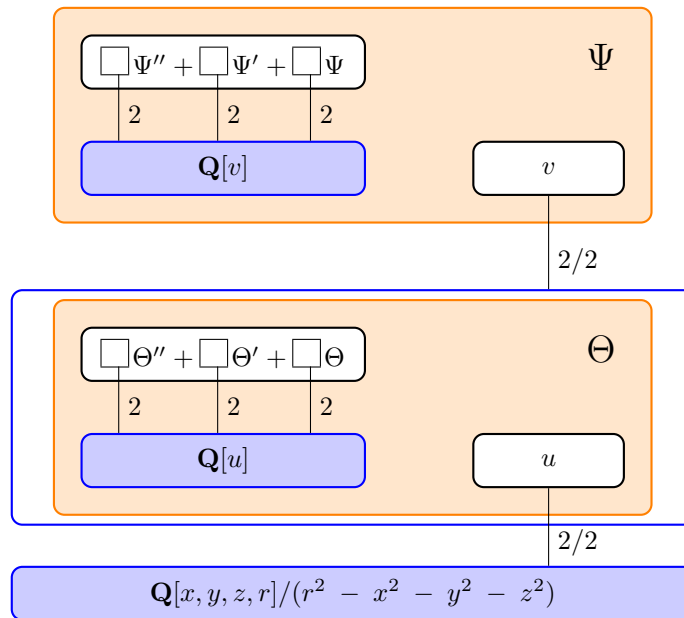 □Ψ′′ + □Ψ′ + □Ψ
Ψ
2 2 2
Q[v]
v
2/2
□Θ′′ + □Θ′ + □Θ
Θ
2 2 2
Q[u]
u
2/2
Q[x, y, z, r]/(r² − x² − y² − z²)